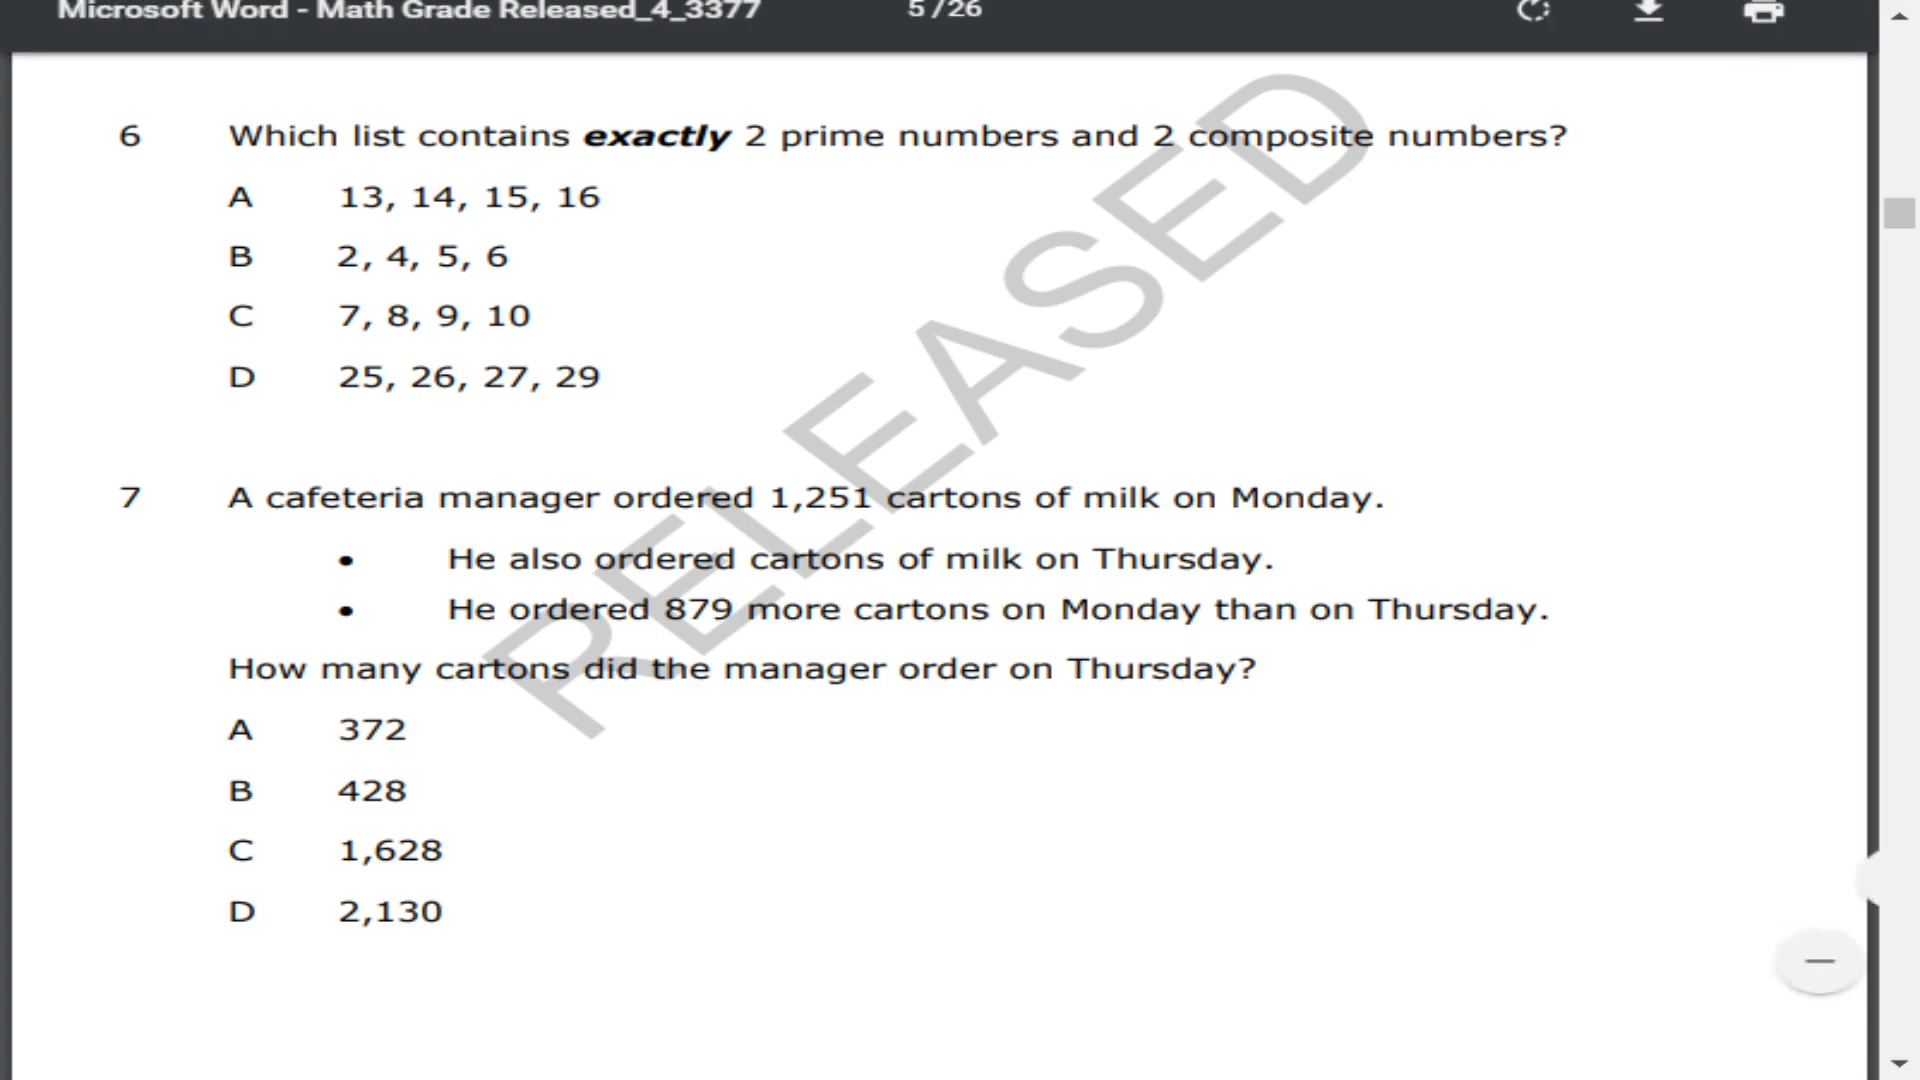 Microsoft Word - Math Grade Released_4_3377 5 / 26
6 Which list contains exactly 2 prime numbers and 2 composite numbers?
A 13, 14, 15, 16
B 2, 4, 5, 6
C 7, 8, 9, 10
D 25, 26, 27, 29
RELEASED
7 A cafeteria manager ordered 1,251 cartons of milk on Monday.
• He also ordered cartons of milk on Thursday.
• He ordered 879 more cartons on Monday than on Thursday.
How many cartons did the manager order on Thursday?
A 372
B 428
C 1,628
D 2,130